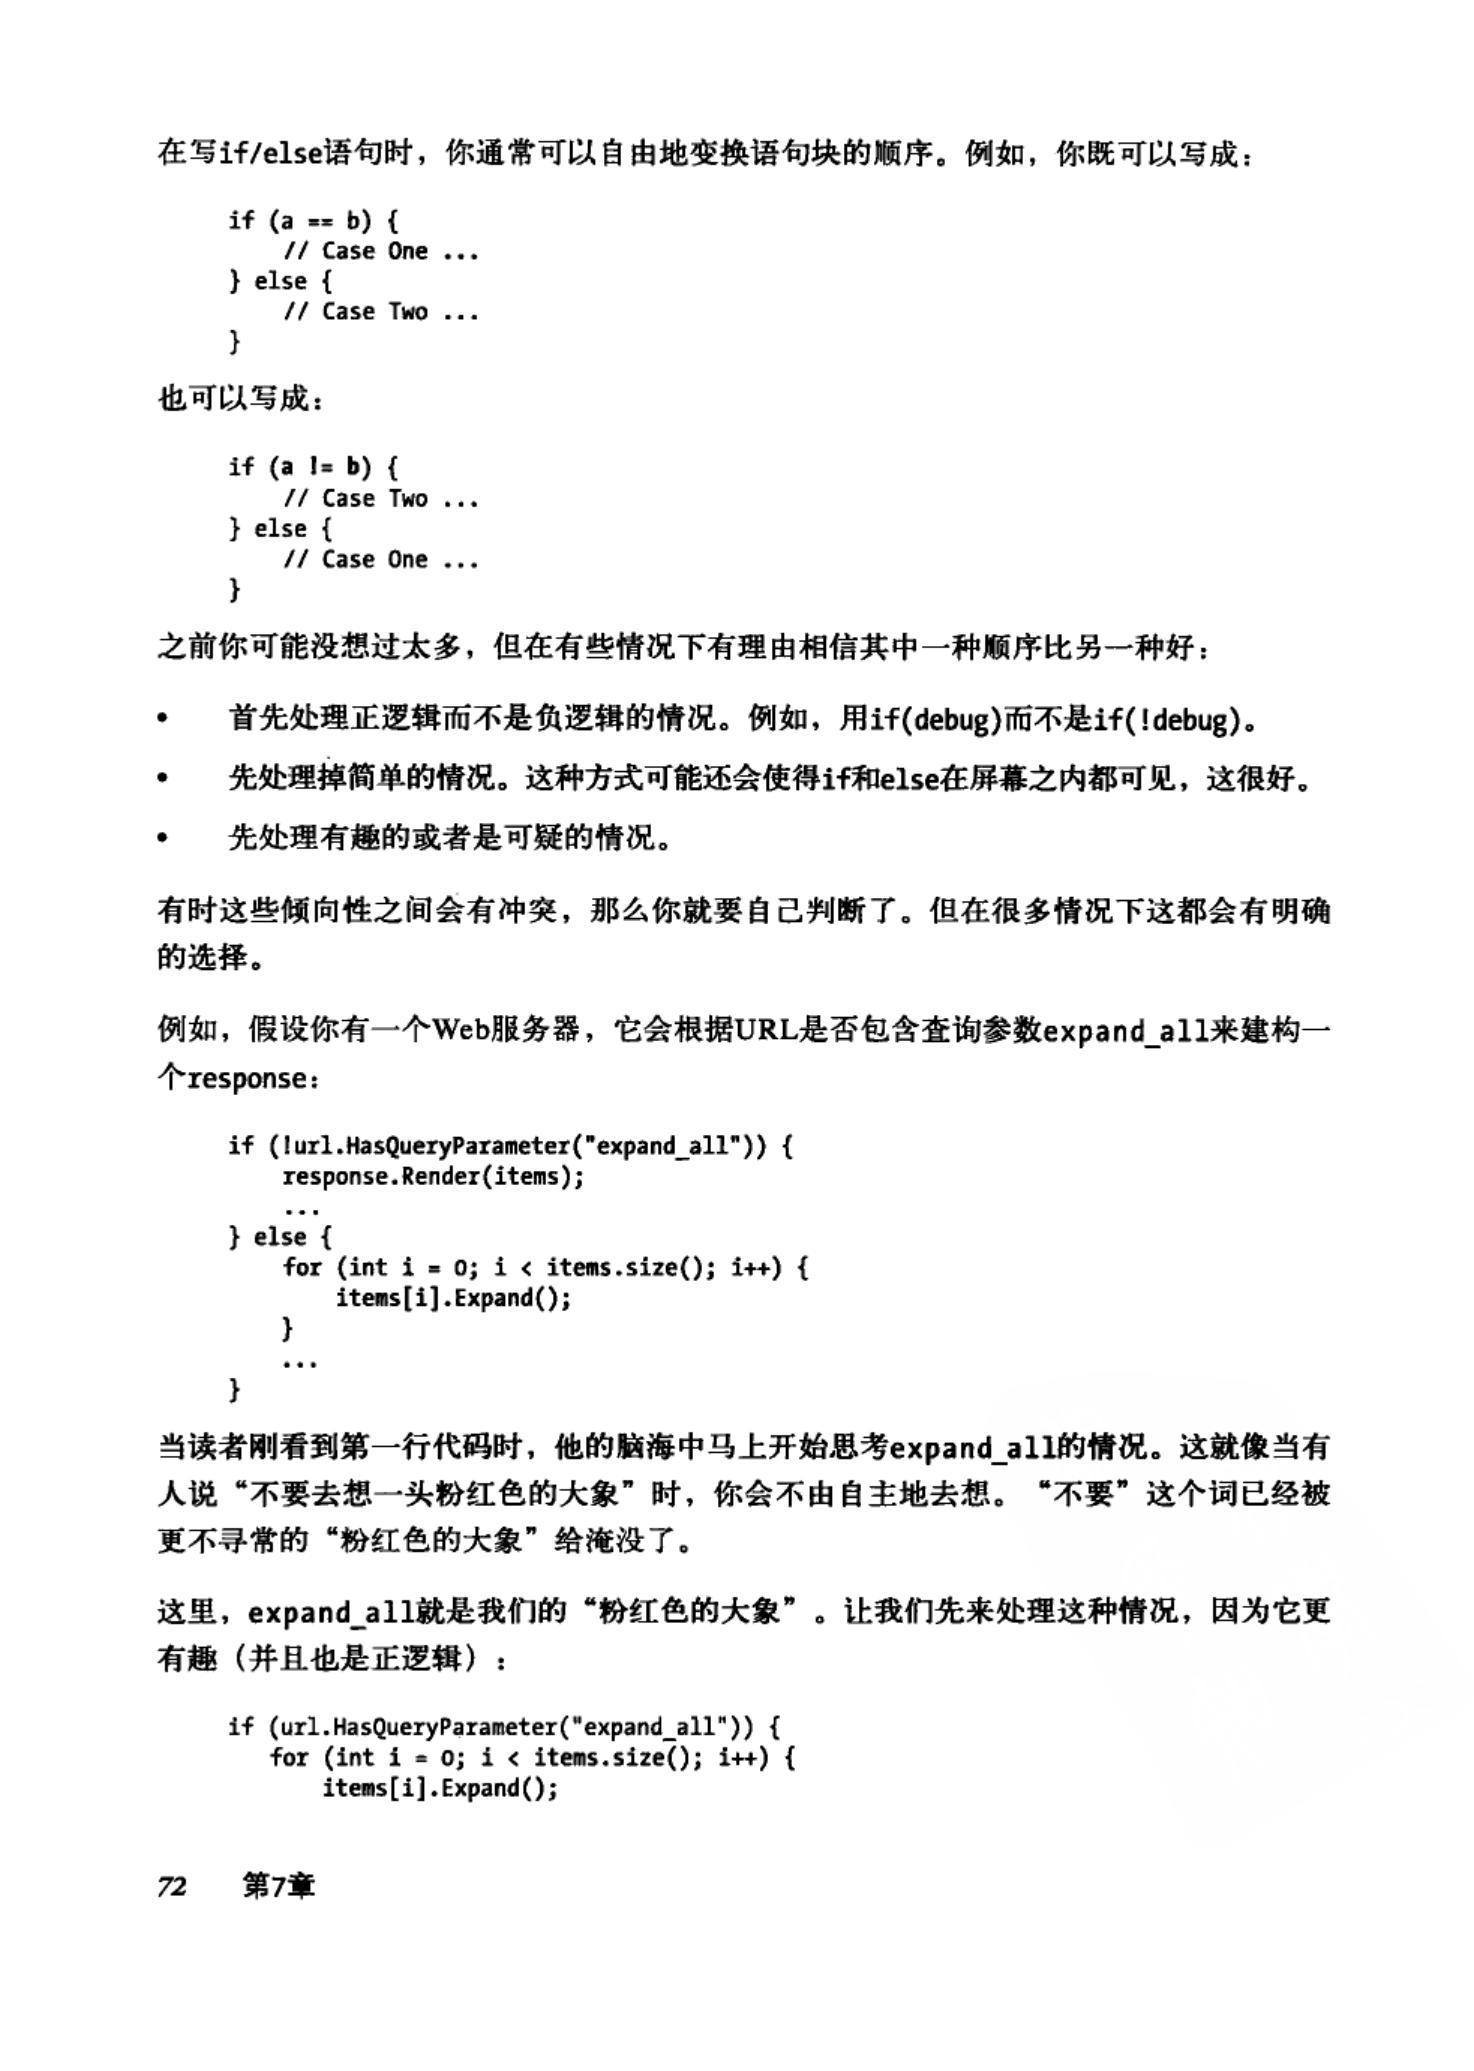 在写if/else语句时，你通常可以自由地变换语句块的顺序。例如，你既可以写成：
if (a == b) {
    // Case One ...
} else {
    // Case Two ...
}
也可以写成：
if (a != b) {
    // Case Two ...
} else {
    // Case One ...
}
之前你可能没想过太多，但在有些情况下有理由相信其中一种顺序比另一种好：
• 首先处理正逻辑而不是负逻辑的情况。例如，用if(debug)而不是if(!debug)。
• 先处理掉简单的情况。这种方式可能还会使得if和else在屏幕之内都可见，这很好。
• 先处理有趣的或者是可疑的情况。
有时这些倾向性之间会有冲突，那么你就要自己判断了。但在很多情况下这都会有明确
的选择。
例如，假设你有一个Web服务器，它会根据URL是否包含查询参数expand_all来建构一
个response：
if (!url.HasQueryParameter("expand_all")) {
    response.Render(items);
    ...
} else {
    for (int i = 0; i < items.size(); i++) {
        items[i].Expand();
    }
    ...
}
当读者刚看到第一行代码时，他的脑海中马上开始思考expand_all的情况。这就像当有
人说“不要去想一头粉红色的大象”时，你会不由自主地去想。“不要”这个词已经被
更不寻常的“粉红色的大象”给淹没了。
这里，expand_all就是我们的“粉红色的大象”。让我们先来处理这种情况，因为它更
有趣（并且也是正逻辑）：
if (url.HasQueryParameter("expand_all")) {
   for (int i = 0; i < items.size(); i++) {
       items[i].Expand();
72 第7章